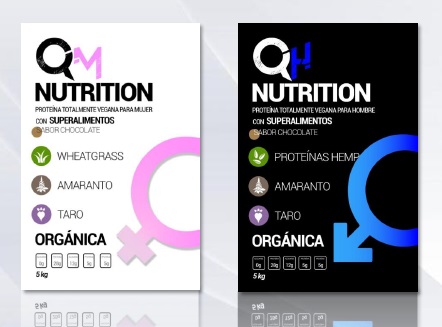 QM
NUTRITION
PROTEÍNA TOTALMENTE VEGANA PARA MUJER
CON SUPERALIMENTOS
SABOR CHOCOLATE
WHEATGRASS
AMARANTO
TARO
ORGÁNICA
5 kg
QH
NUTRITION
PROTEÍNA TOTALMENTE VEGANA PARA HOMBRE
CON SUPERALIMENTOS
SABOR CHOCOLATE
PROTEÍNAS HEMP
AMARANTO
TARO
ORGÁNICA
5 kg